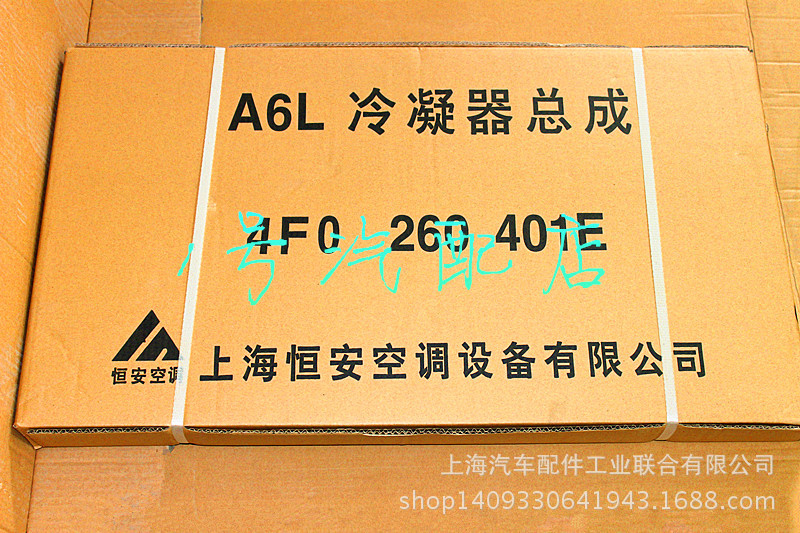 A6L 冷凝器总成
4F0 260 401E
1号汽配店
恒安空调
上海恒安空调设备有限公司
上海汽车配件工业联合有限公司
shop1409330641943.1688.com